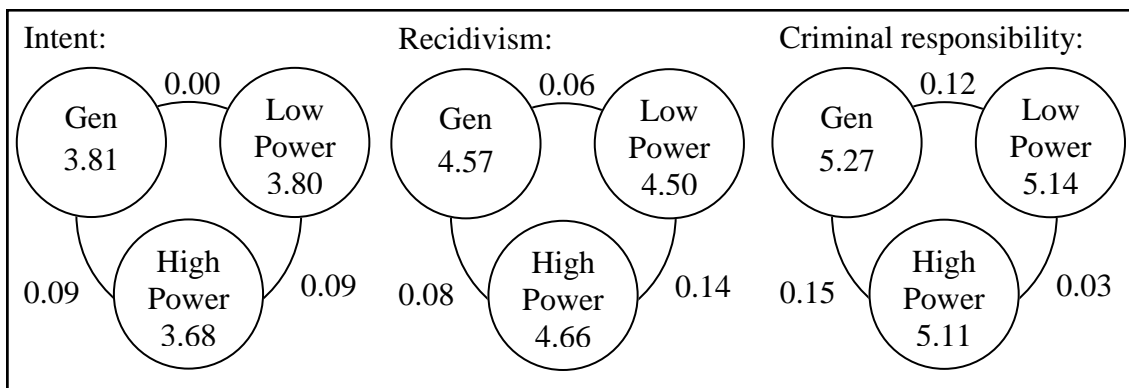 Intent:
0.00
Gen
3.81
Low
Power
3.80
0.09
High
Power
3.68
0.09
Recidivism:
0.06
Gen
4.57
Low
Power
4.50
0.08
High
Power
4.66
0.14
Criminal responsibility:
0.12
Gen
5.27
Low
Power
5.14
0.15
High
Power
5.11
0.03